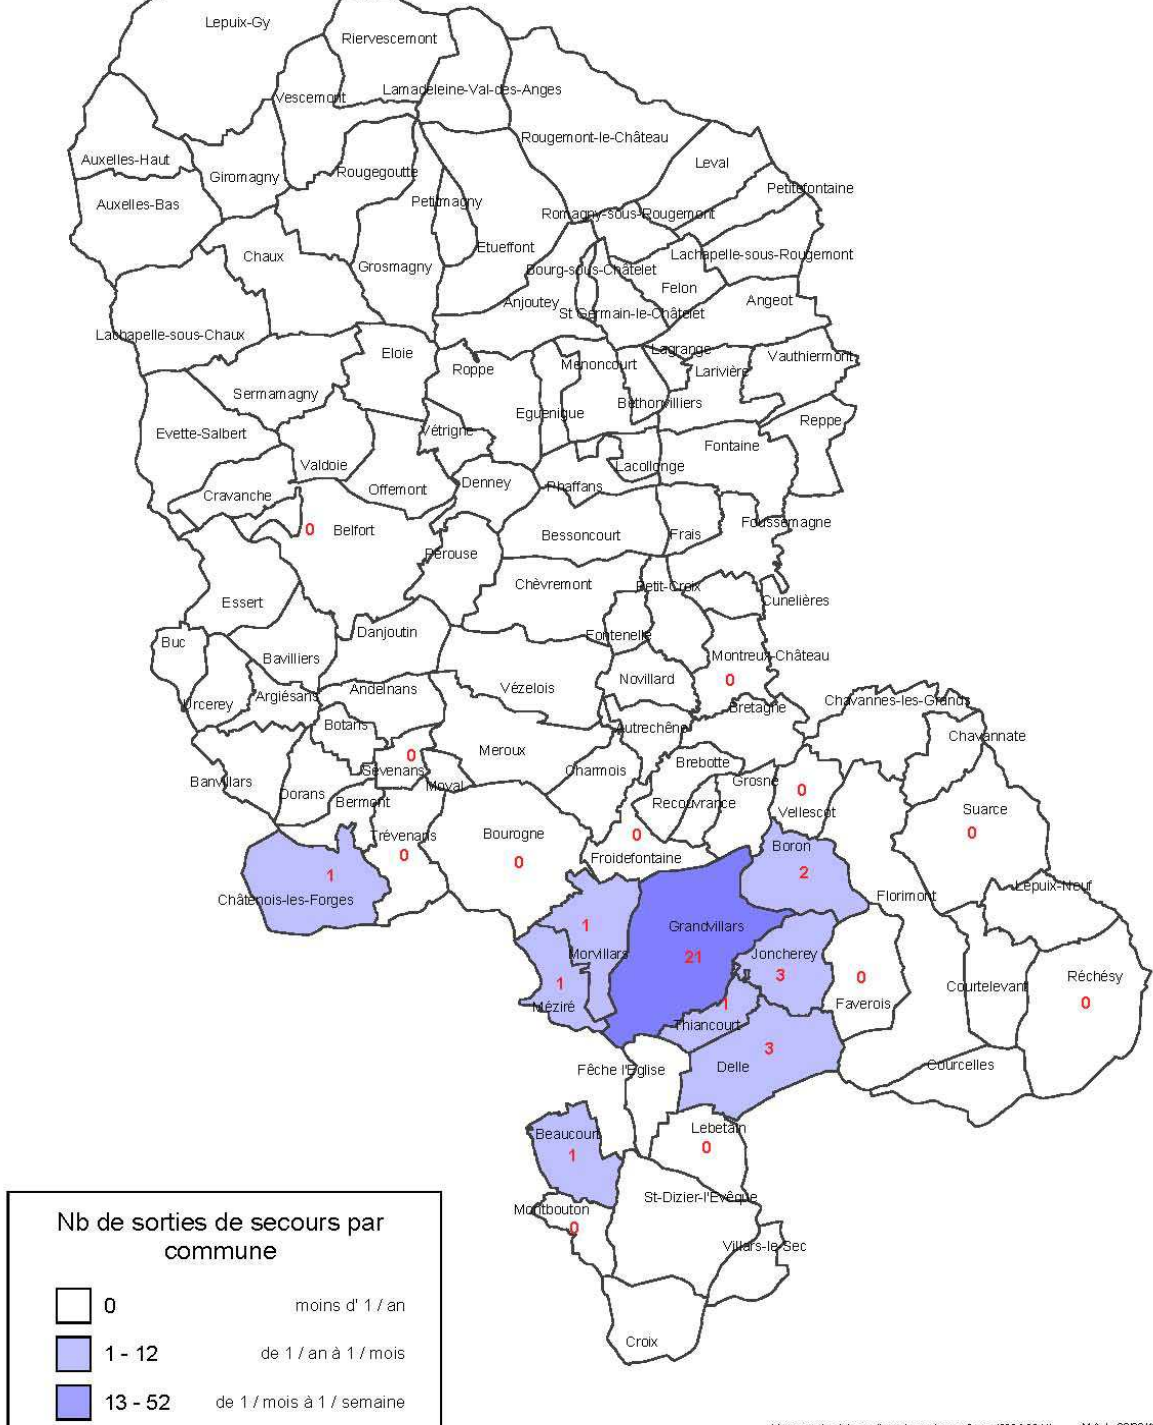 Lepuix-Gy
Riervescemont
Lamadeleine-Val-des-Anges
Vescemont
Rougemont-le-Château
Auxelles-Haut
Leval
Giromagny
Rougegoutte
Petitefontaine
Auxelles-Bas
Petitmagny
Romagny-sous-Rougemont
Etueffont
Chaux
Grosmagny
Lachapelle-sous-Rougemont
Bourg-sous-Châtelet
Felon
Anjoutey
Angeot
St Germain-le-Châtelet
Lachapelle-sous-Chaux
Eloie
Lagrange
Vauthiermont
Roppe
Menoncourt
Larivière
Sermamagny
Bethonvilliers
Eguenigue
Reppe
Evette-Salbert
Vétrigne
Fontaine
Valdoie
Lacollonge
Cravanche
Offemont
Denney
Phaffans
0
Belfort
Foussemagne
Bessoncourt
Frais
Perouse
Chèvremont
Petit-Croix
Essert
Cunelières
Danjoutin
Fontenelle
Buc
Bavilliers
Montreux-Château
Novillard
0
Andelnans
Vézelois
Urcerey
Argiésans
Bretagne
Chavannes-les-Grands
Botans
Autrechêne
Chavannate
Meroux
0
Sévenans
Charmois
Brebotte
Banvillars
Moval
Grosne
0
Dorans
Bermont
Recouvrance
Vellescot
Suarce
0
Trévenans
0
Bourogne
0
0
Froidefontaine
Boron
2
1
Châtenois-les-Forges
Florimont
Lepuix-Neuf
1
Morvillars
Grandvillars
21
Joncherey
3
0
Faverois
Courtelevant
Réchésy
0
1
Méziré
1
Thiancourt
3
Delle
Fêche l'Eglise
Courcelles
Beaucourt
1
Lebetain
0
St-Dizier-l'Evêque
Montbouton
0
Villars-le-Sec
Croix
Nb de sorties de secours par
commune
0 moins d' 1 / an
1 - 12 de 1 / an à 1 / mois
13 - 52 de 1 / mois à 1 / semaine